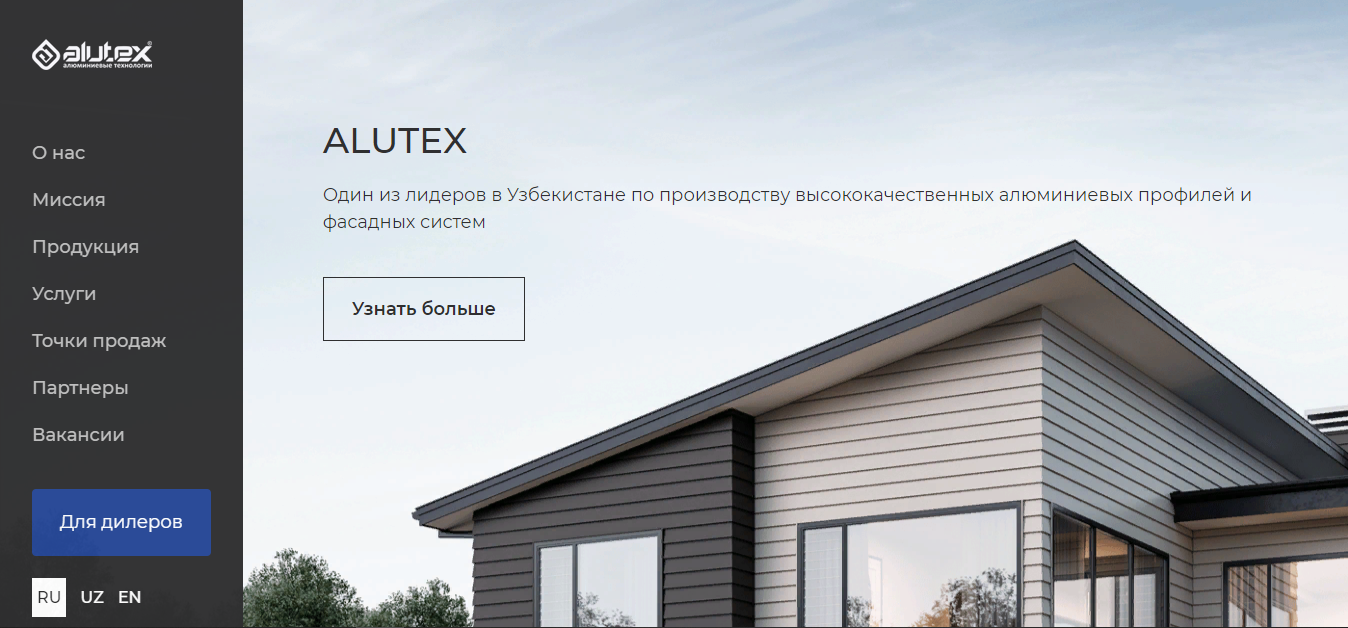 alutex
алюминиевые технологии
О нас
Миссия
Продукция
Услуги
Точки продаж
Партнеры
Вакансии
Для дилеров
RU UZ EN
ALUTEX
Один из лидеров в Узбекистане по производству высококачественных алюминиевых профилей и
фасадных систем
Узнать больше